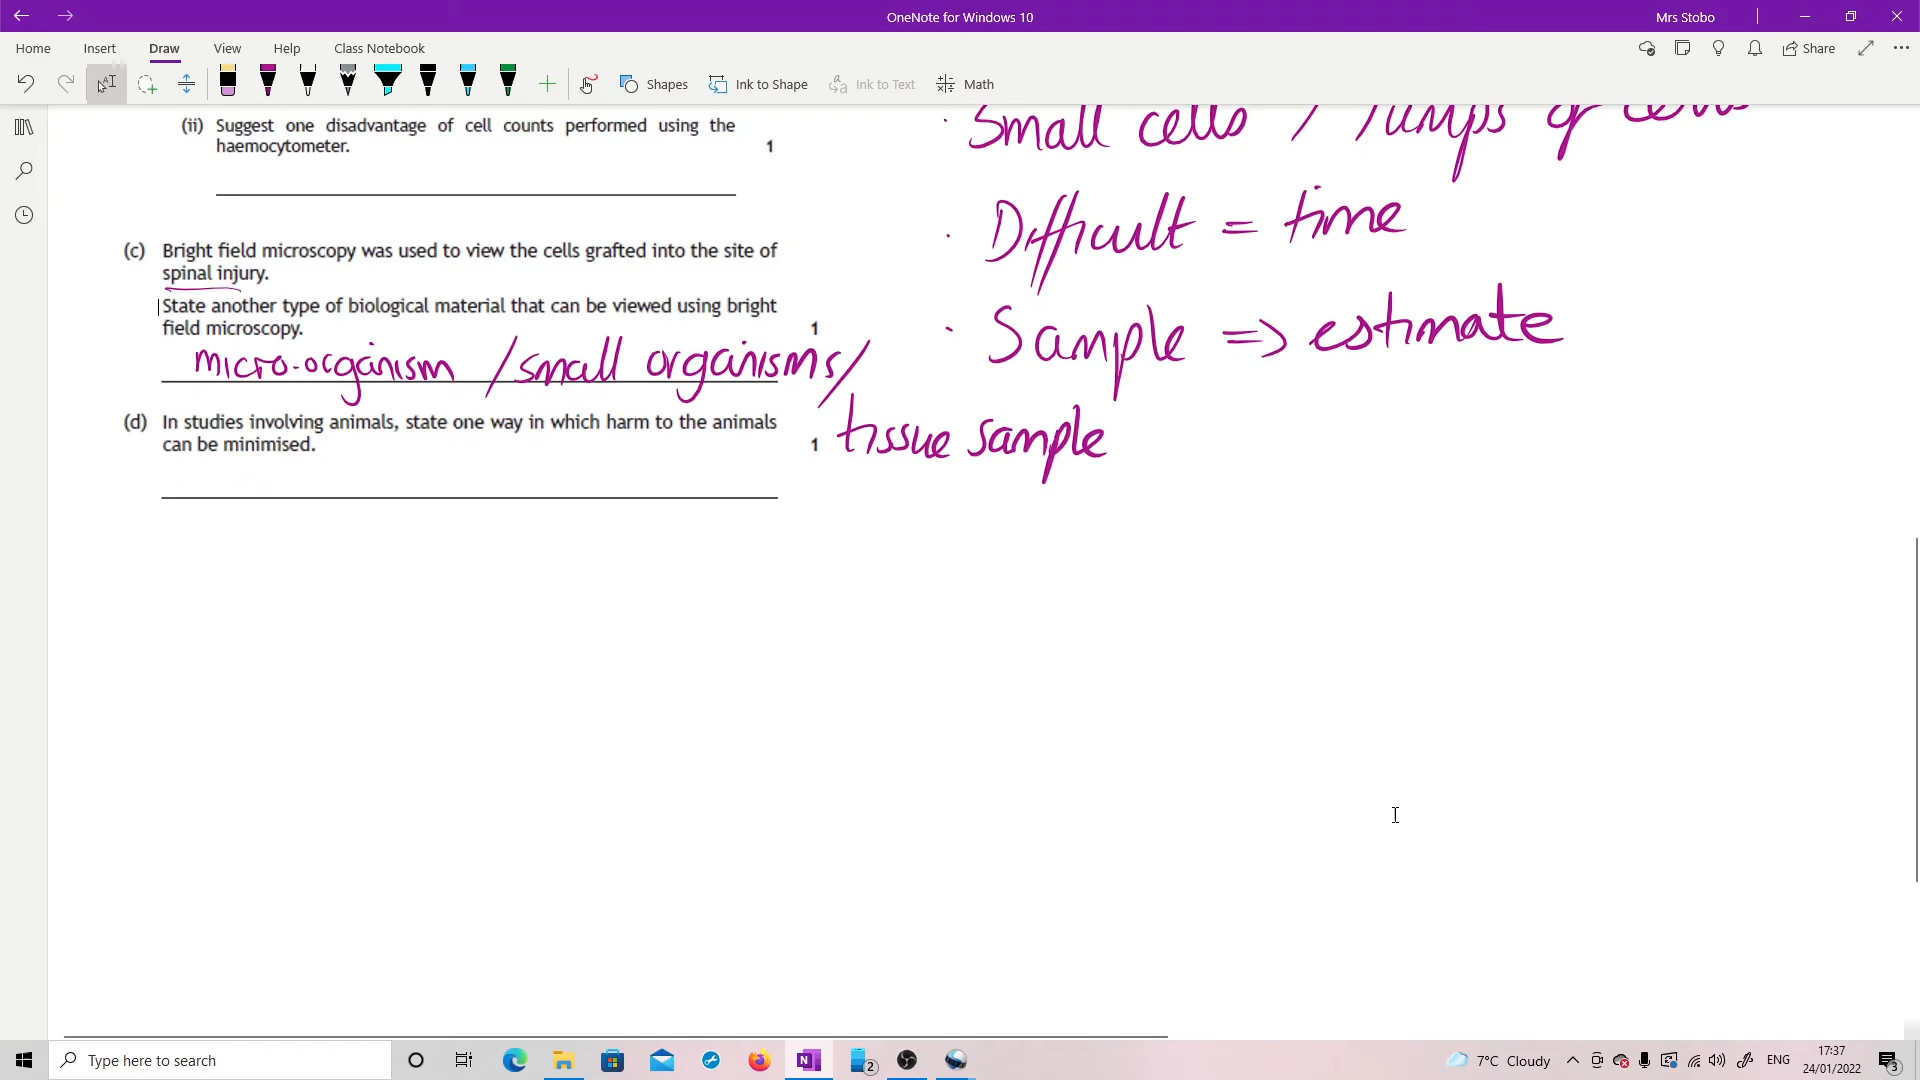 OneNote for Windows 10
Mrs Stobo
Home Insert Draw View Help Class Notebook
Share
Shapes Ink to Shape Ink to Text Math
(ii) Suggest one disadvantage of cell counts performed using the
haemocytometer. 1
(c) Bright field microscopy was used to view the cells grafted into the site of
spinal injury.
State another type of biological material that can be viewed using bright
field microscopy. 1
micro-organism / small organisms /
tissue sample
(d) In studies involving animals, state one way in which harm to the animals
can be minimised. 1
· Small cells / lumps of cells
· Difficult = time
· Sample => estimate
Type here to search
2
7°C Cloudy
ENG
17:37
24/01/2022
3